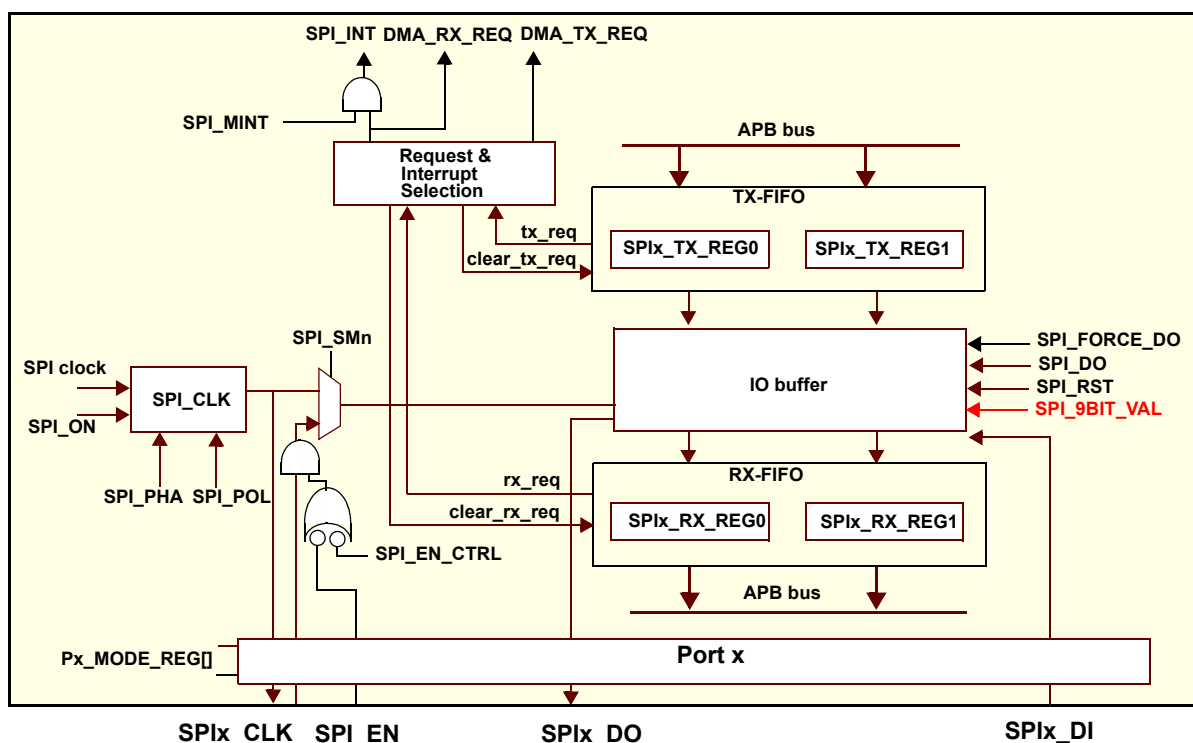 SPI_INT DMA_RX_REQ DMA_TX_REQ
SPI_MINT
APB bus
Request &
Interrupt
Selection
TX-FIFO
tx_req
SPIx_TX_REG0
SPIx_TX_REG1
clear_tx_req
SPI_SMn
SPI_FORCE_DO
SPI clock
SPI_DO
SPI_CLK
IO buffer
SPI_RST
SPI_9BIT_VAL
SPI_ON
SPI_PHA
SPI_POL
rx_req
RX-FIFO
clear_rx_req
SPIx_RX_REG0
SPIx_RX_REG1
SPI_EN_CTRL
APB bus
Px_MODE_REG[]
Port x
SPIx_CLK SPI_EN
SPIx_DO
SPIx_DI